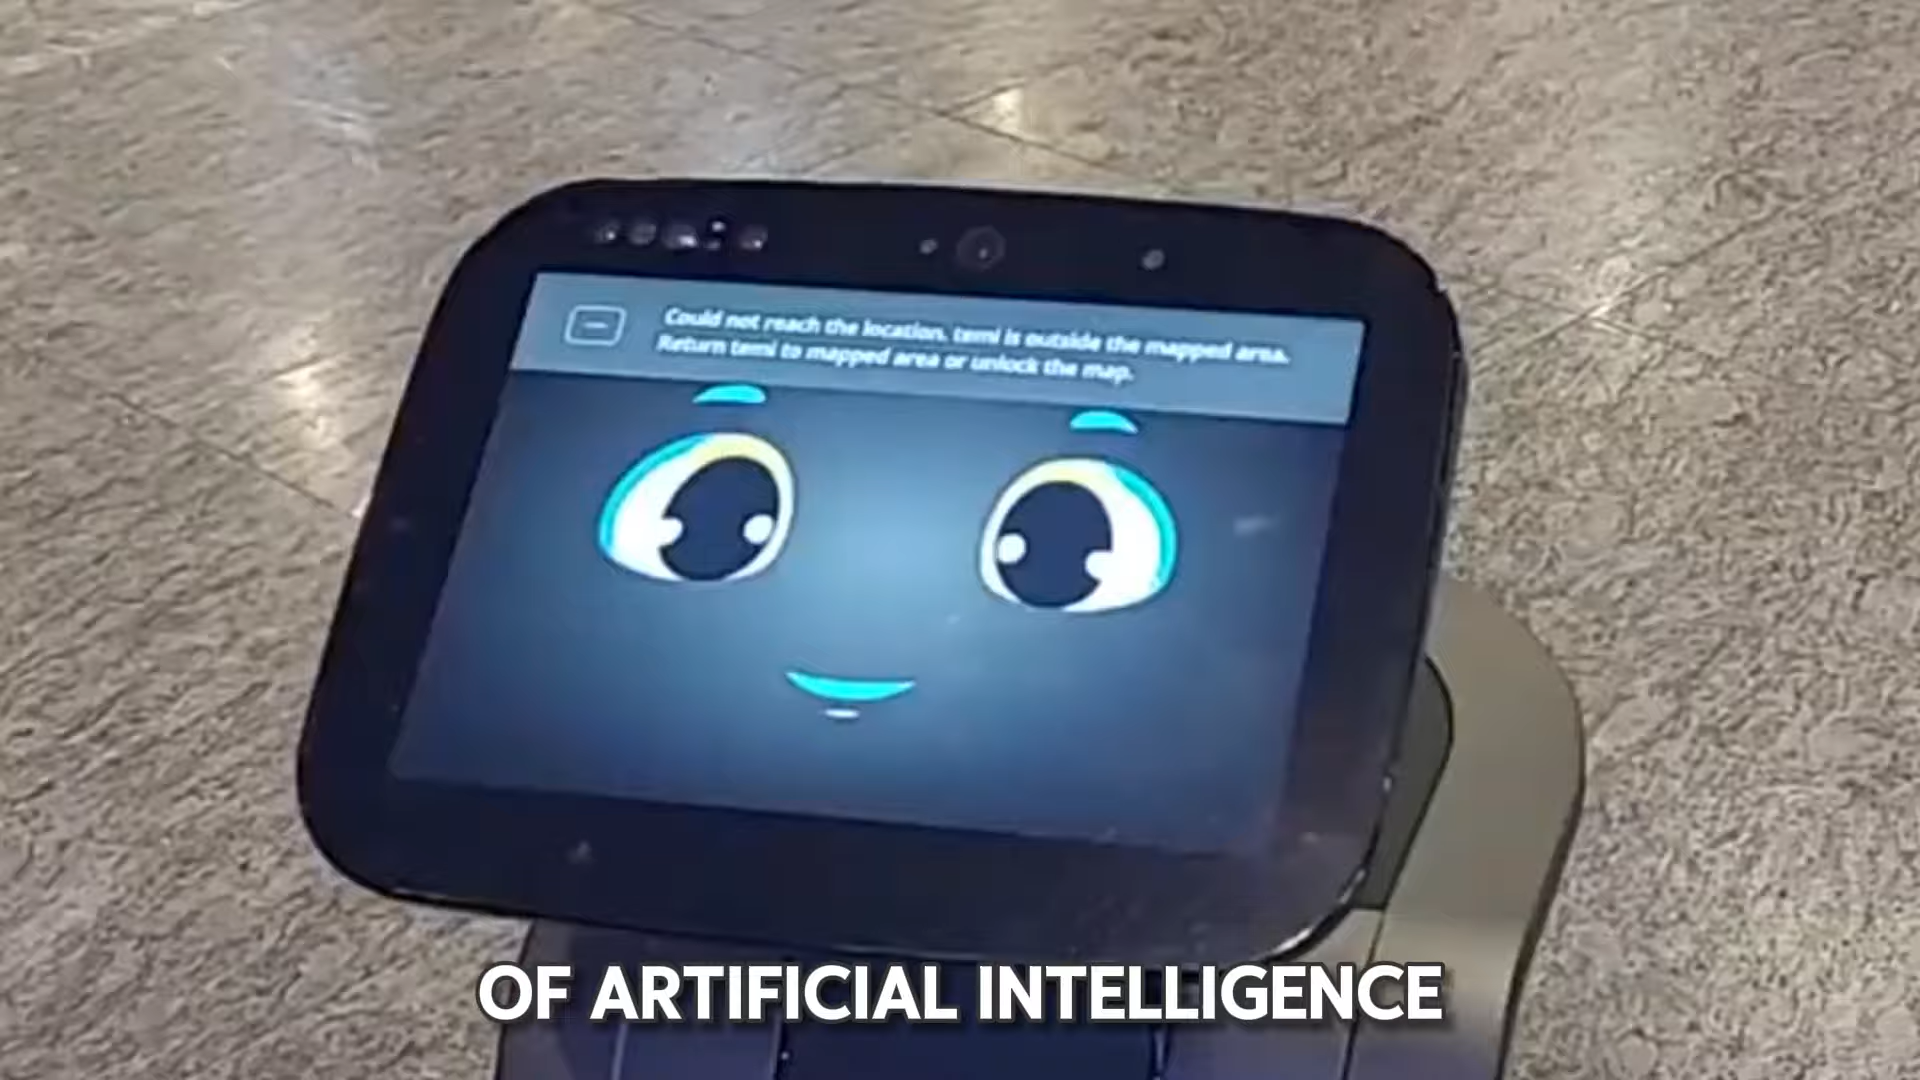 Could not reach the location. temi is outside the mapped area.
Return temi to mapped area or unlock the map.
OF ARTIFICIAL INTELLIGENCE